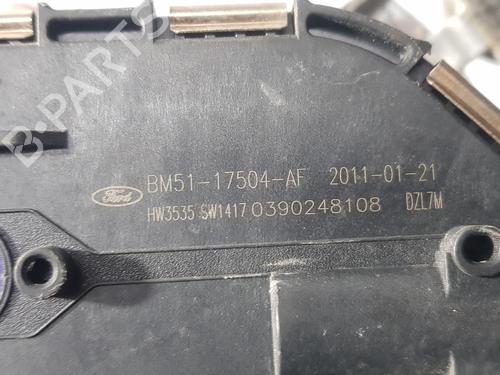 B-PARTS
Ford BM51-17504-AF 2011-01-21
HW3535 SW1417 0390248108 DZL7M